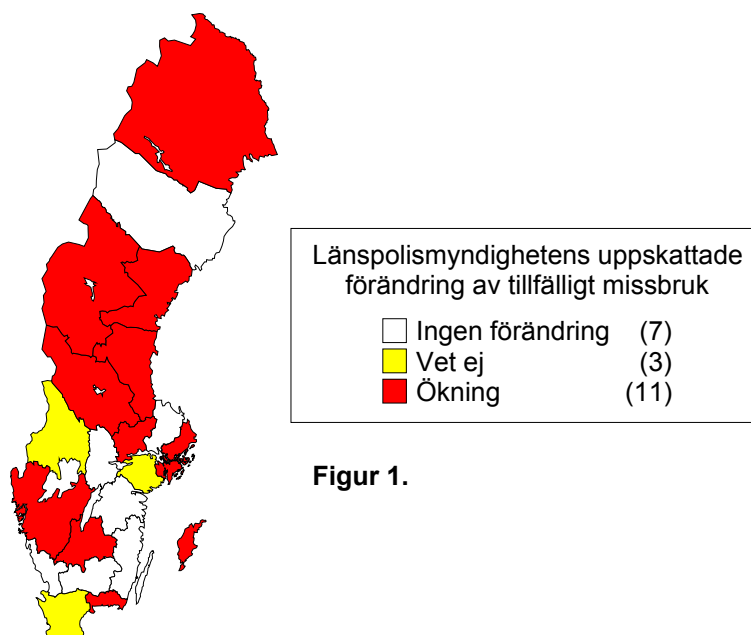 Länspolismyndighetens uppskattade
förändring av tillfälligt missbruk
Ingen förändring (7)
Vet ej (3)
Ökning (11)
Figur 1.